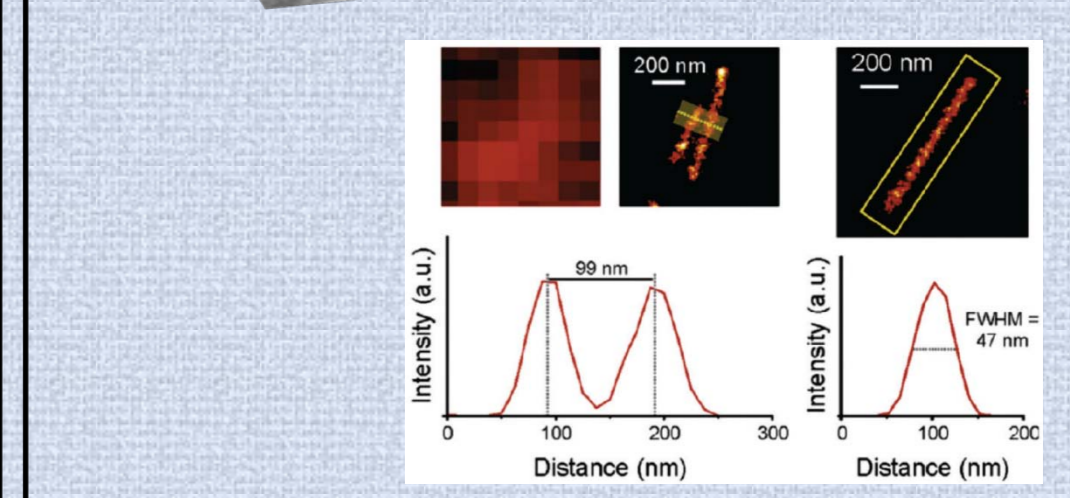 200 nm
200 nm
99 nm
Intensity (a.u.)
0
100
200
300
Distance (nm)
FWHM =
47 nm
Intensity (a.u.)
0
100
200
Distance (nm)